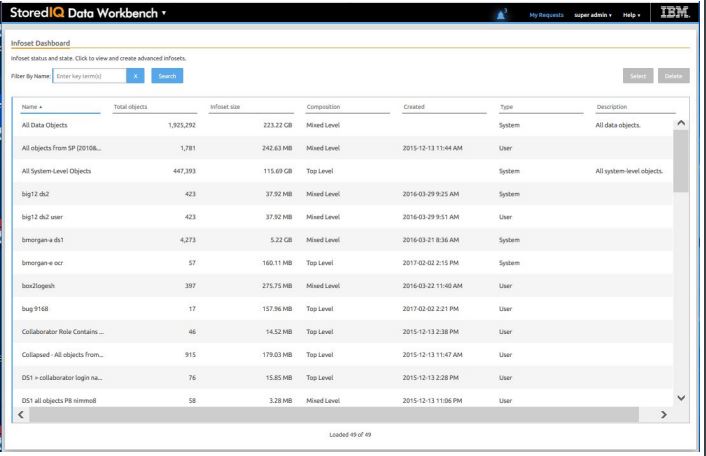 StoredIQ Data Workbench ▾
3
My Requests super admin ▾ Help ▾ IBM.
Infoset Dashboard
Infoset status and state. Click to view and create advanced infosets.
Filter By Name: Enter key term(s) X Search Select Delete
Name ▴ Total objects Infoset size Composition Created Type Description
All Data Objects 1,925,292 223.22 GB Mixed Level System All data objects.
All objects from SP (2010&... 1,781 242.63 MB Mixed Level 2015-12-13 11:44 AM User
All System-Level Objects 447,393 115.69 GB Top Level System All system-level objects.
big12 ds2 423 37.92 MB Mixed Level 2016-03-29 9:25 AM System
big12 ds2 user 423 37.92 MB Mixed Level 2016-03-29 9:51 AM User
bmorgan-a ds1 4,273 5.22 GB Mixed Level 2016-03-21 8:36 AM System
bmorgan-e ocr 57 160.11 MB Top Level 2017-02-02 2:15 PM System
box2logesh 397 275.75 MB Mixed Level 2016-03-22 11:40 AM User
bug 9168 17 157.96 MB Top Level 2017-02-02 2:21 PM User
Collaborator Role Contains ... 46 14.52 MB Top Level 2015-12-13 2:38 PM User
Collapsed - All objects from... 915 179.03 MB Top Level 2015-12-13 11:47 AM User
DS1 > collaborator login na... 76 15.85 MB Top Level 2015-12-13 2:28 PM User
DS1 all objects P8 nimmo8 58 3.28 MB Mixed Level 2015-12-13 11:06 PM User
Loaded 49 of 49